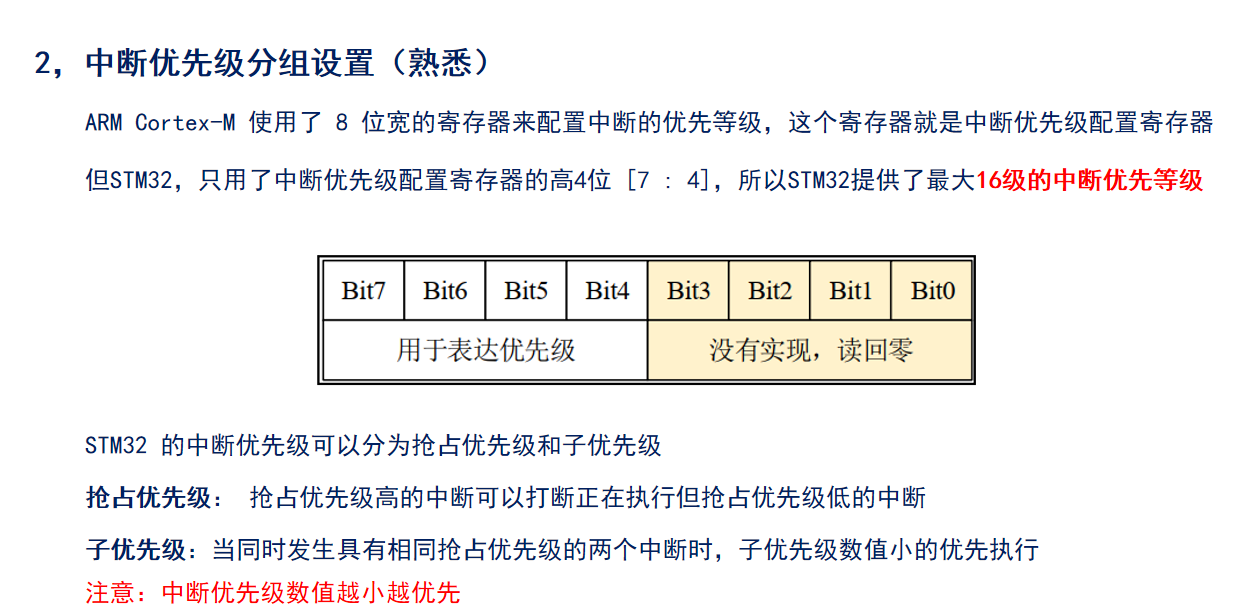 2，中断优先级分组设置（熟悉）
ARM Cortex-M 使用了 8 位宽的寄存器来配置中断的优先等级，这个寄存器就是中断优先级配置寄存器
但STM32，只用了中断优先级配置寄存器的高4位 [7 : 4]，所以STM32提供了最大16级的中断优先等级
Bit7 Bit6 Bit5 Bit4 Bit3 Bit2 Bit1 Bit0
用于表达优先级 没有实现，读回零
STM32 的中断优先级可以分为抢占优先级和子优先级
抢占优先级： 抢占优先级高的中断可以打断正在执行但抢占优先级低的中断
子优先级：当同时发生具有相同抢占优先级的两个中断时，子优先级数值小的优先执行
注意：中断优先级数值越小越优先